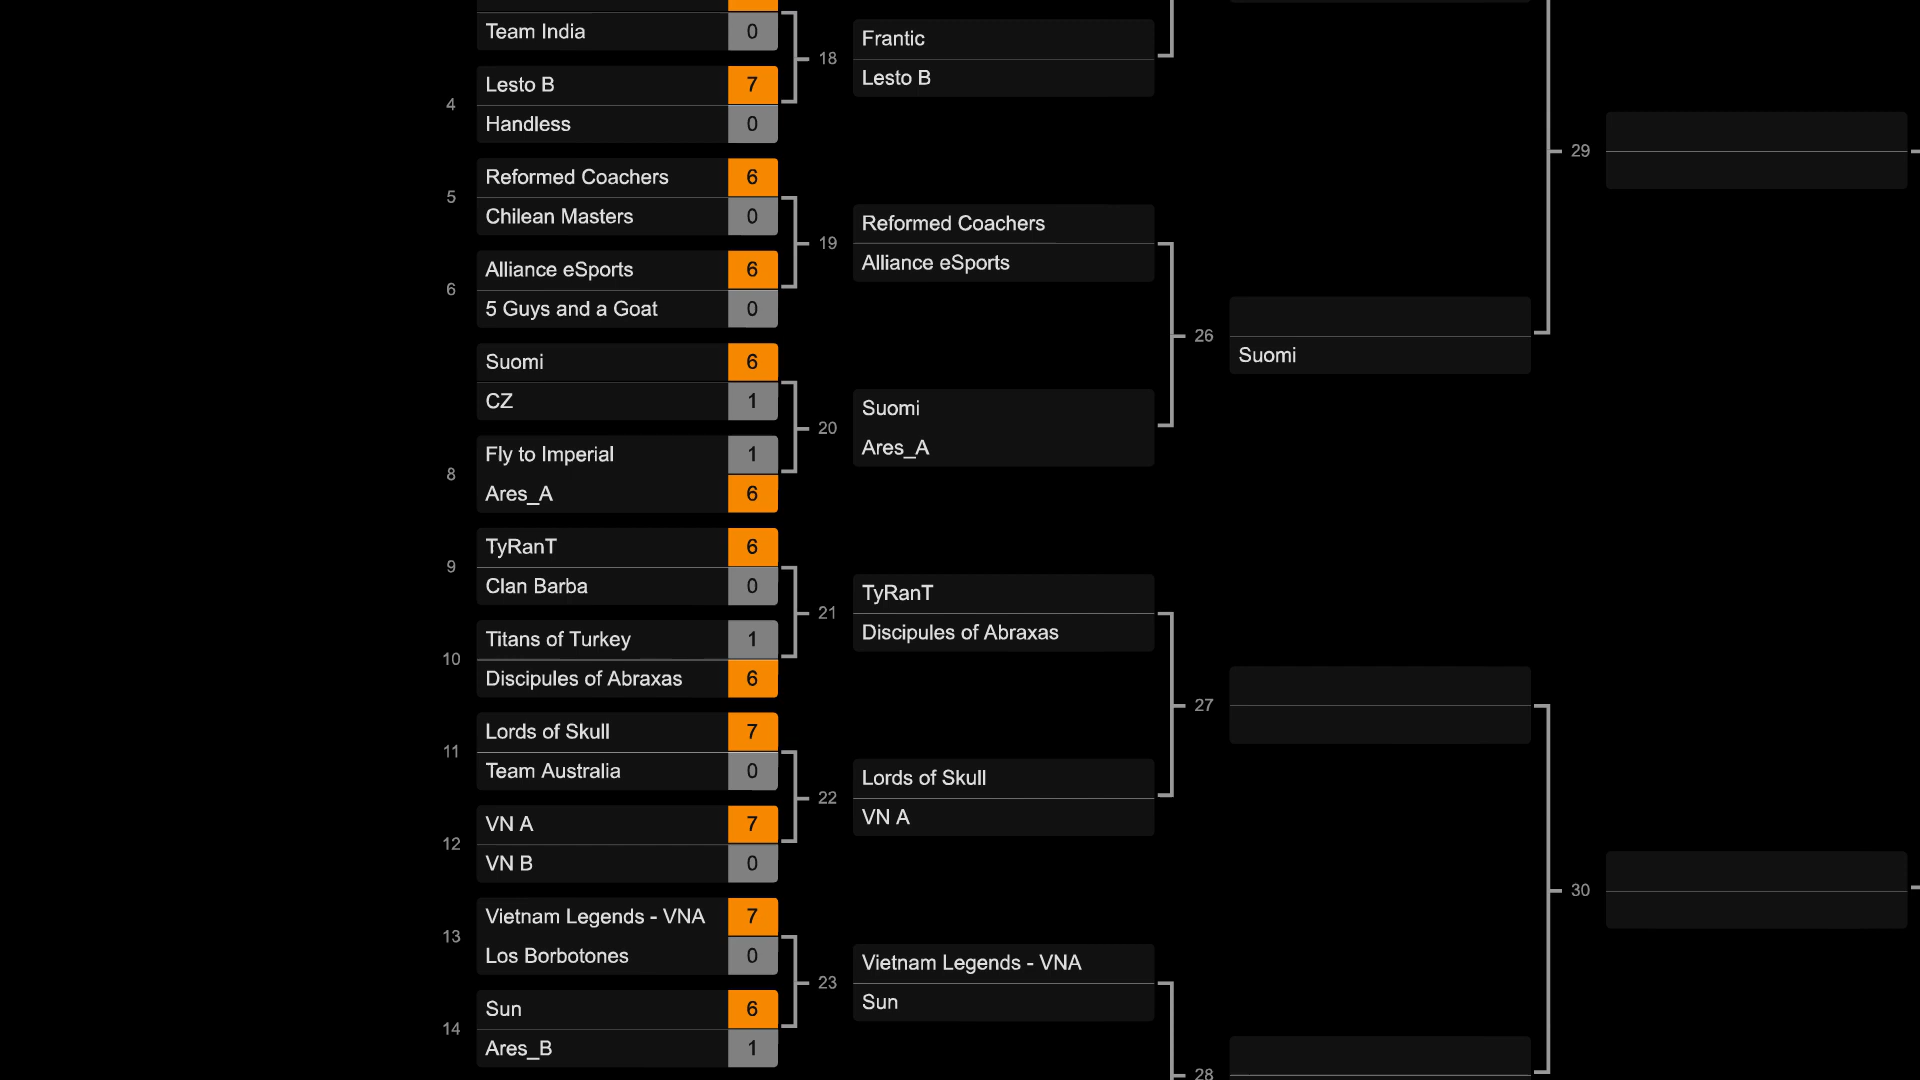 Team India 0
4
Lesto B 7
Handless 0
5
Reformed Coachers 6
Chilean Masters 0
6
Alliance eSports 6
5 Guys and a Goat 0
Suomi 6
CZ 1
8
Fly to Imperial 1
Ares_A 6
9
TyRanT 6
Clan Barba 0
10
Titans of Turkey 1
Discipules of Abraxas 6
11
Lords of Skull 7
Team Australia 0
12
VN A 7
VN B 0
13
Vietnam Legends - VNA 7
Los Borbotones 0
14
Sun 6
Ares_B 1
18
Frantic
Lesto B
19
Reformed Coachers
Alliance eSports
20
Suomi
Ares_A
21
TyRanT
Discipules of Abraxas
22
Lords of Skull
VN A
23
Vietnam Legends - VNA
Sun
26
Suomi
27
28
29
30